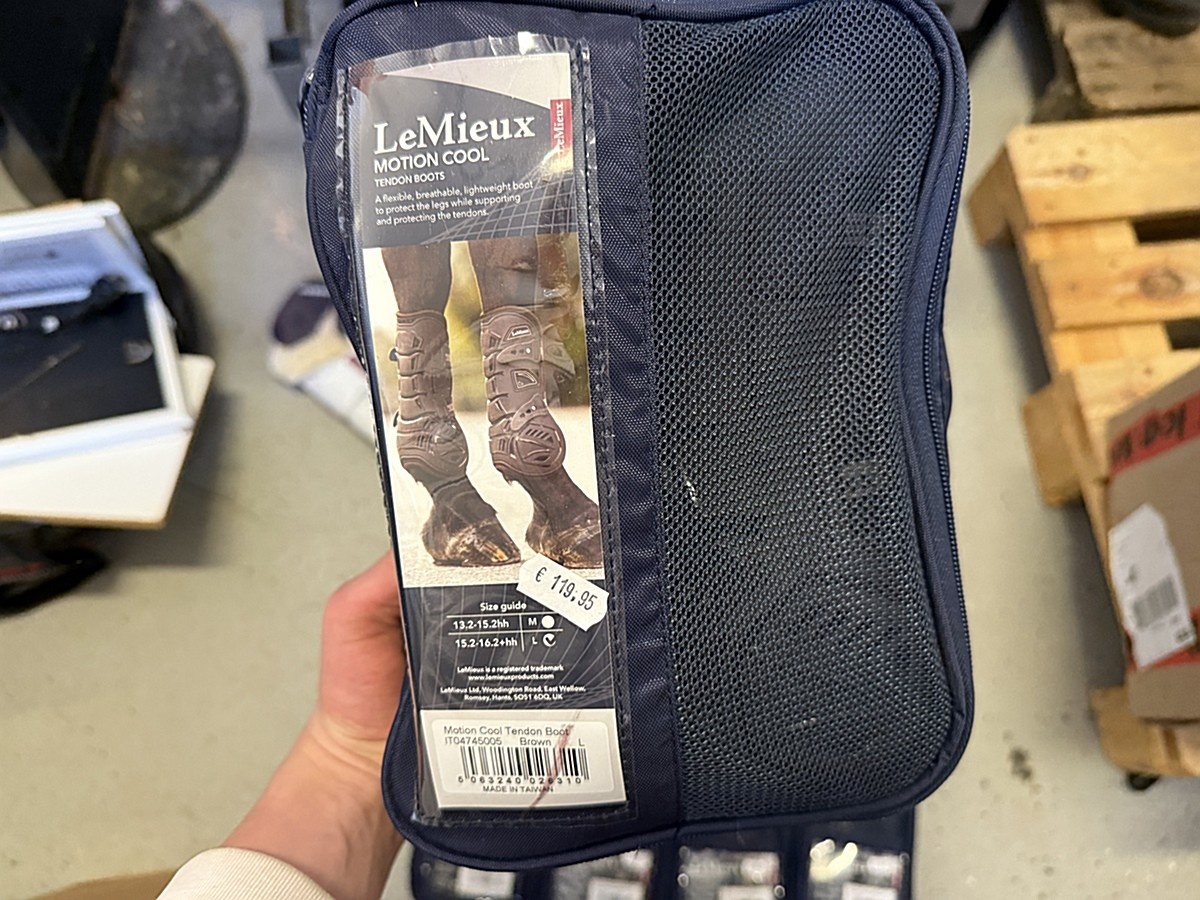 LeMieux
LeMieux
MOTION COOL
TENDON BOOTS
A flexible, breathable, lightweight boot
to protect the legs while supporting
and protecting the tendons.
€ 119,95
Size guide
13.2-15.2hh M
15.2-16.2+hh L
LeMieux is a registered trademark
www.lemieuxproducts.com
LeMieux Ltd, Woodington Road, East Wellow,
Romsey, Hants, SO51 6DQ, UK
Motion Cool Tendon Boot
IT04745005 Brown L
5 063240 026310
MADE IN TAIWAN